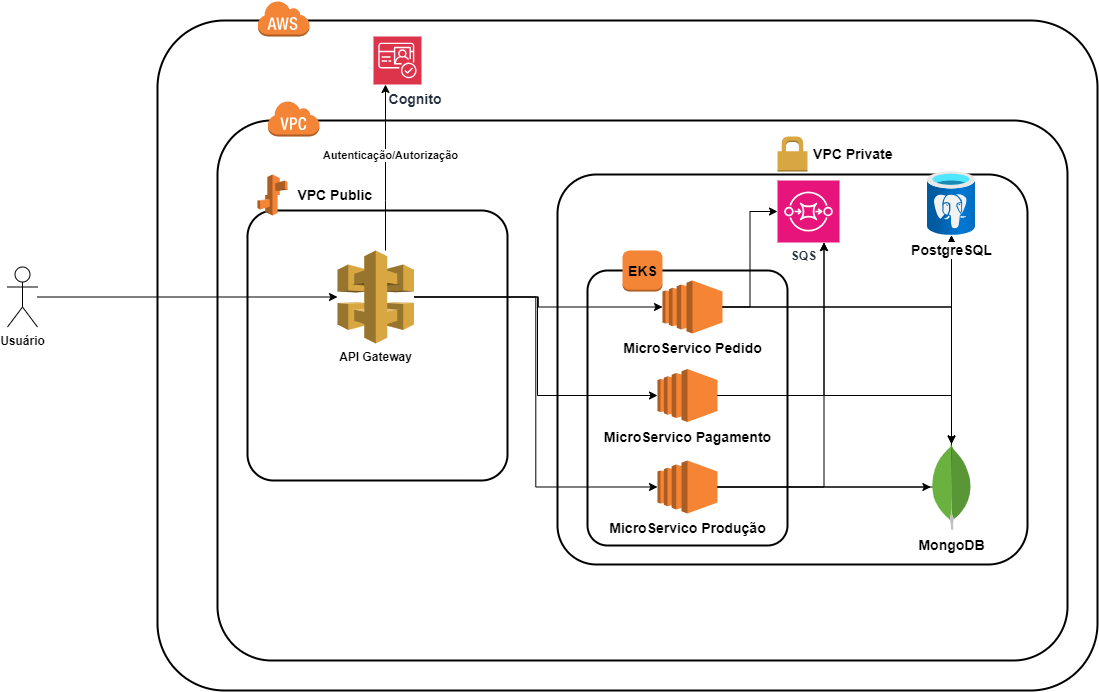 AWS
Cognito
VPC
Autenticação/Autorização
VPC Private
VPC Public
PostgreSQL
SQS
EKS
Usuário
MicroServico Pedido
API Gateway
MicroServico Pagamento
MicroServico Produção
MongoDB